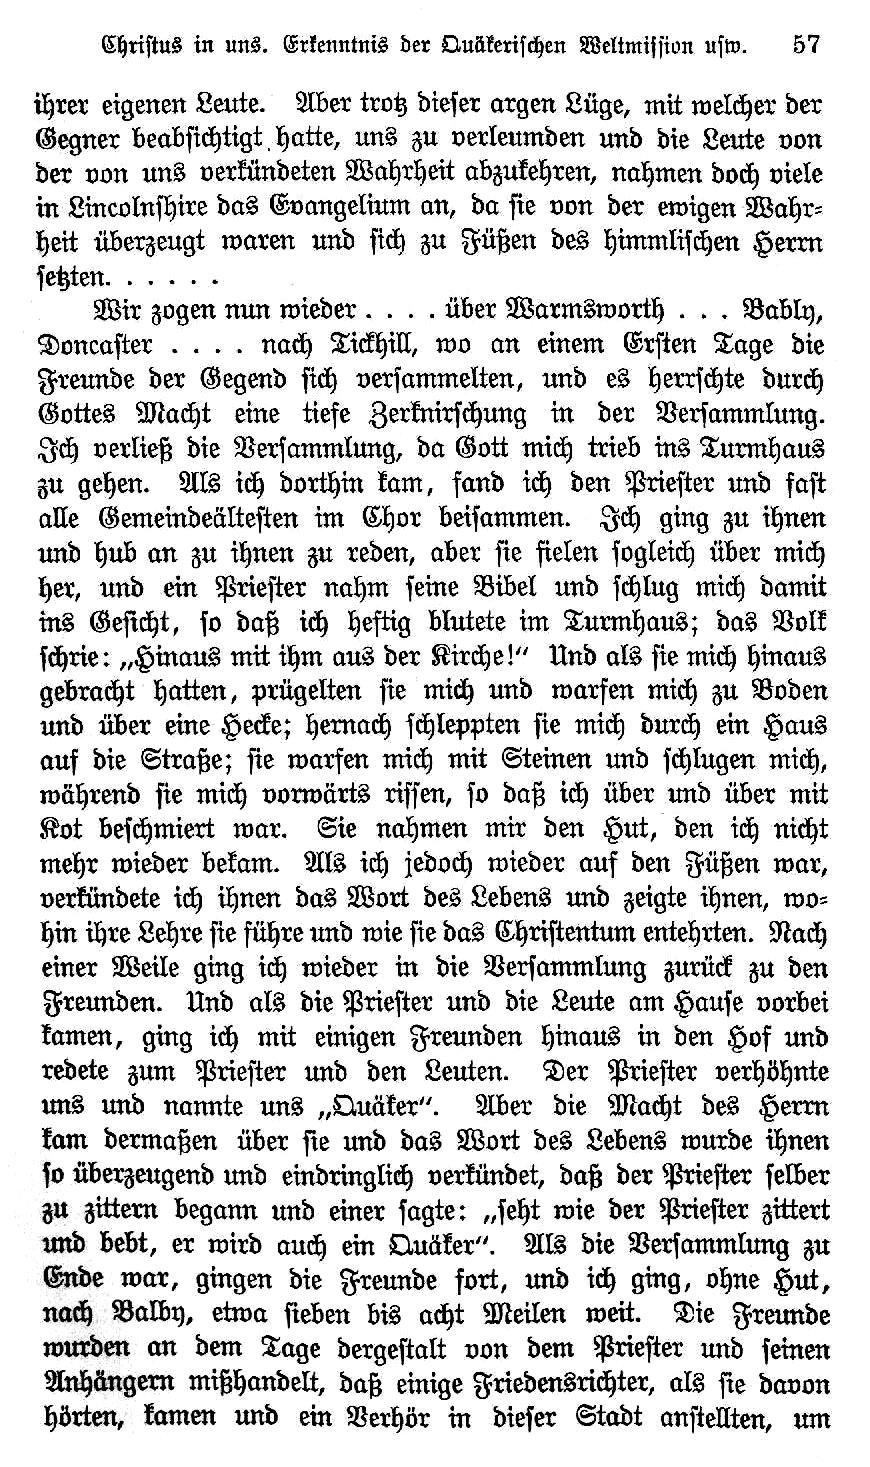 Christus in uns. Erkenntnis der Quäkerischen Weltmission usw. 57
ihrer eigenen Leute. Aber trotz dieser argen Lüge, mit welcher der
Gegner beabsichtigt hatte, uns zu verleumden und die Leute von
der von uns verkündeten Wahrheit abzukehren, nahmen doch viele
in Lincolnshire das Evangelium an, da sie von der ewigen Wahr-
heit überzeugt waren und sich zu Füßen des himmlischen Herrn
setzten. . . . . . .
Wir zogen nun wieder . . . . über Warmsworth . . . Bably,
Doncaster . . . . nach Tickhill, wo an einem Ersten Tage die
Freunde der Gegend sich versammelten, und es herrschte durch
Gottes Macht eine tiefe Zerknirschung in der Versammlung.
Ich verließ die Versammlung, da Gott mich trieb ins Turmhaus
zu gehen. Als ich dorthin kam, fand ich den Priester und fast
alle Gemeindeältesten im Chor beisammen. Ich ging zu ihnen
und hub an zu ihnen zu reden, aber sie fielen sogleich über mich
her, und ein Priester nahm seine Bibel und schlug mich damit
ins Gesicht, so daß ich heftig blutete im Turmhaus; das Volk
schrie: „Hinaus mit ihm aus der Kirche!“ Und als sie mich hinaus
gebracht hatten, prügelten sie mich und warfen mich zu Boden
und über eine Hecke; hernach schleppten sie mich durch ein Haus
auf die Straße; sie warfen mich mit Steinen und schlugen mich,
während sie mich vorwärts rissen, so daß ich über und über mit
Kot beschmiert war. Sie nahmen mir den Hut, den ich nicht
mehr wieder bekam. Als ich jedoch wieder auf den Füßen war,
verkündete ich ihnen das Wort des Lebens und zeigte ihnen, wo-
hin ihre Lehre sie führe und wie sie das Christentum entehrten. Nach
einer Weile ging ich wieder in die Versammlung zurück zu den
Freunden. Und als die Priester und die Leute am Hause vorbei
kamen, ging ich mit einigen Freunden hinaus in den Hof und
redete zum Priester und den Leuten. Der Priester verhöhnte
uns und nannte uns „Quäker“. Aber die Macht des Herrn
kam dermaßen über sie und das Wort des Lebens wurde ihnen
so überzeugend und eindringlich verkündet, daß der Priester selber
zu zittern begann und einer sagte: „seht wie der Priester zittert
und bebt, er wird auch ein Quäker“. Als die Versammlung zu
Ende war, gingen die Freunde fort, und ich ging, ohne Hut,
nach Balby, etwa sieben bis acht Meilen weit. Die Freunde
wurden an dem Tage dergestalt von dem Priester und seinen
Anhängern mißhandelt, daß einige Friedensrichter, als sie davon
hörten, kamen und ein Verhör in dieser Stadt anstellten, um